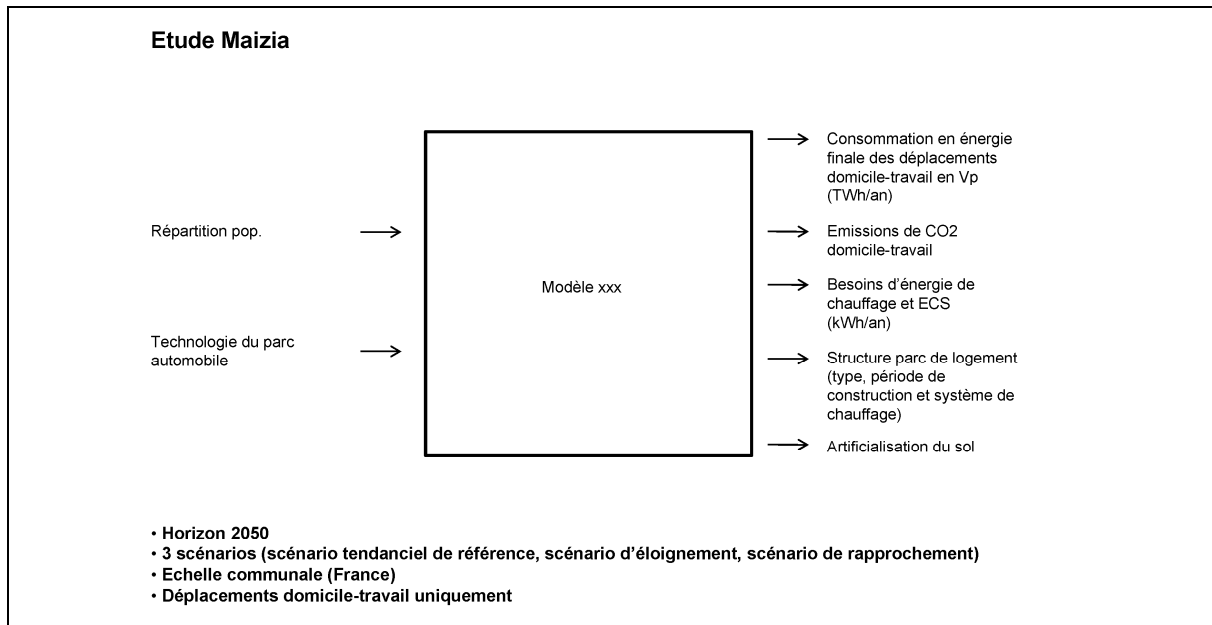 Etude Maizia
Répartition pop.
Technologie du parc
automobile
Modèle xxx
Consommation en énergie
finale des déplacements
domicile-travail en Vp
(TWh/an)
Emissions de CO2
domicile-travail
Besoins d'énergie de
chauffage et ECS
(kWh/an)
Structure parc de logement
(type, période de
construction et système de
chauffage)
Artificialisation du sol
• Horizon 2050
• 3 scénarios (scénario tendanciel de référence, scénario d'éloignement, scénario de rapprochement)
• Echelle communale (France)
• Déplacements domicile-travail uniquement